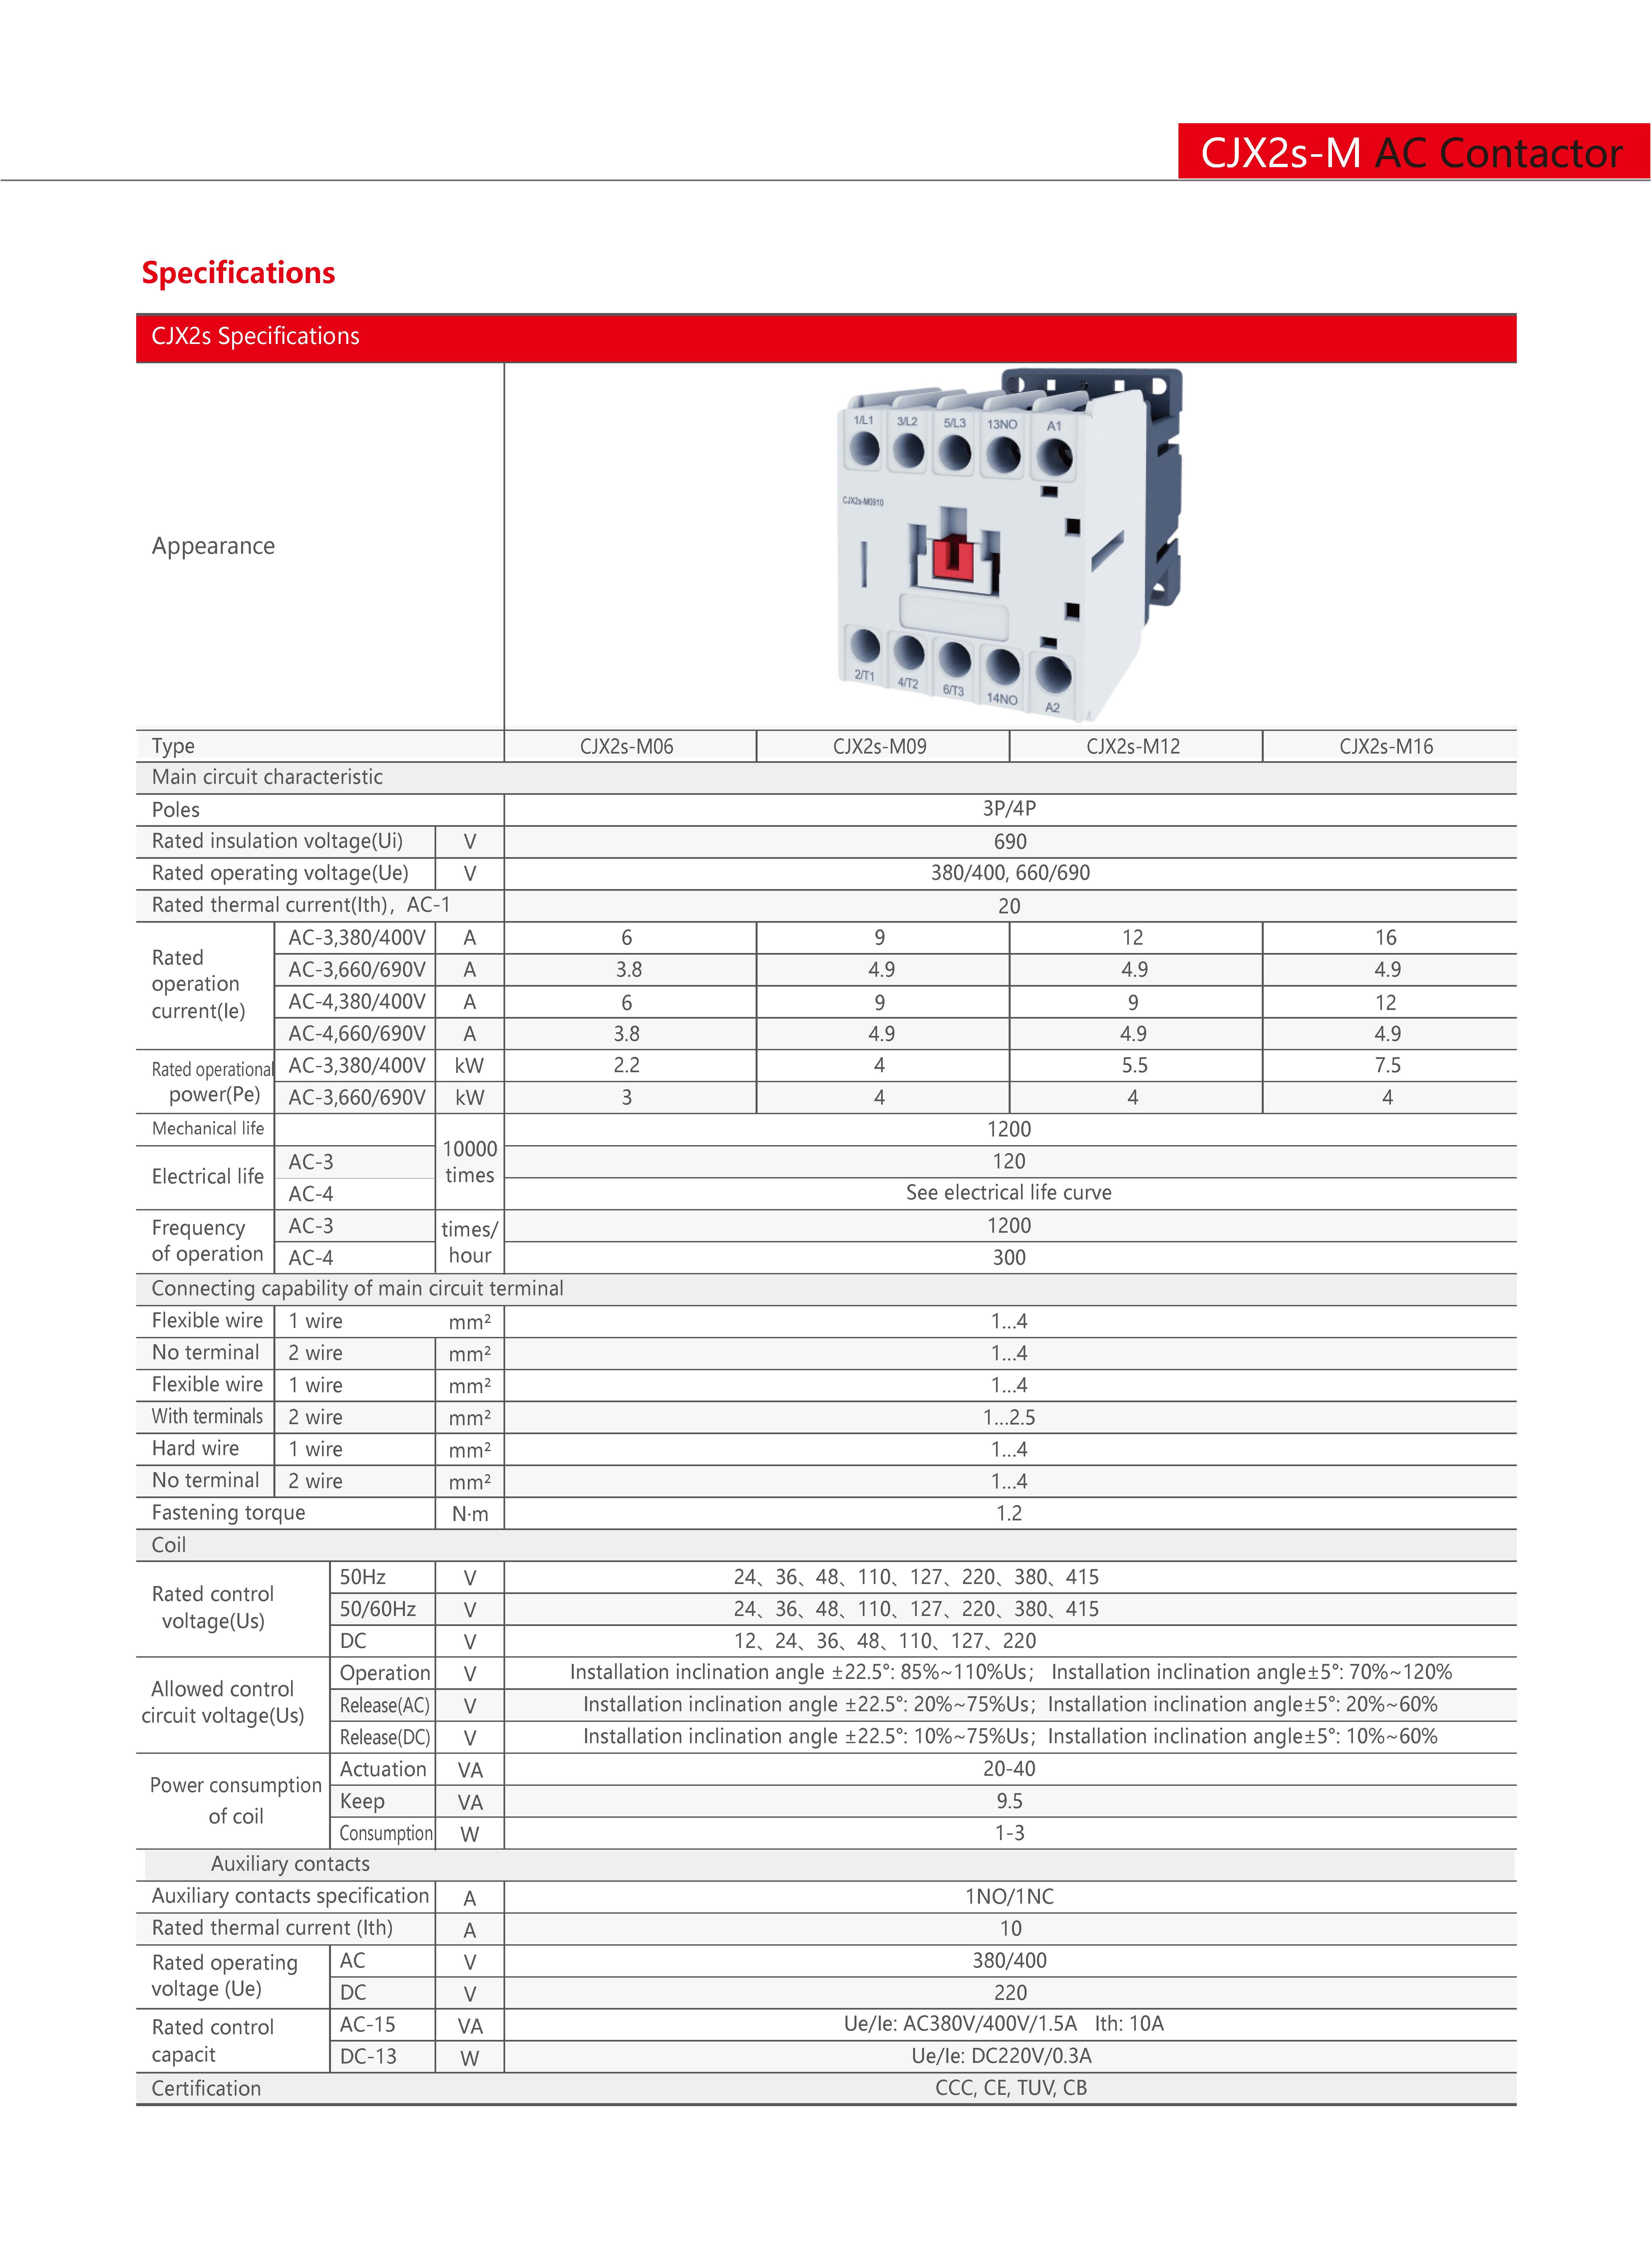 CJX2s-M AC Contactor
Specifications
CJX2s Specifications
Appearance
1/L1 3/L2 5/L3 13NO A1
CJX2s-M0910
2/T1 4/T2 6/T3 14NO A2
Type CJX2s-M06 CJX2s-M09 CJX2s-M12 CJX2s-M16
Main circuit characteristic
Poles 3P/4P
Rated insulation voltage(Ui) V 690
Rated operating voltage(Ue) V 380/400, 660/690
Rated thermal current(Ith)，AC-1 20
Rated operation current(Ie) AC-3,380/400V A 6 9 12 16
AC-3,660/690V A 3.8 4.9 4.9 4.9
AC-4,380/400V A 6 9 9 12
AC-4,660/690V A 3.8 4.9 4.9 4.9
Rated operational power(Pe) AC-3,380/400V kW 2.2 4 5.5 7.5
AC-3,660/690V kW 3 4 4 4
Mechanical life 10000 times 1200
Electrical life AC-3 120
AC-4 See electrical life curve
Frequency of operation AC-3 times/hour 1200
AC-4 300
Connecting capability of main circuit terminal
Flexible wire 1 wire mm² 1...4
No terminal 2 wire mm² 1...4
Flexible wire 1 wire mm² 1...4
With terminals 2 wire mm² 1...2.5
Hard wire 1 wire mm² 1...4
No terminal 2 wire mm² 1...4
Fastening torque N·m 1.2
Coil
Rated control voltage(Us) 50Hz V 24、36、48、110、127、220、380、415
50/60Hz V 24、36、48、110、127、220、380、415
DC V 12、24、36、48、110、127、220
Allowed control circuit voltage(Us) Operation V Installation inclination angle ±22.5°: 85%~110%Us； Installation inclination angle±5°: 70%~120%
Release(AC) V Installation inclination angle ±22.5°: 20%~75%Us；Installation inclination angle±5°: 20%~60%
Release(DC) V Installation inclination angle ±22.5°: 10%~75%Us；Installation inclination angle±5°: 10%~60%
Power consumption of coil Actuation VA 20-40
Keep VA 9.5
Consumption W 1-3
Auxiliary contacts
Auxiliary contacts specification A 1NO/1NC
Rated thermal current (Ith) A 10
Rated operating voltage (Ue) AC V 380/400
DC V 220
Rated control capacit AC-15 VA Ue/Ie: AC380V/400V/1.5A Ith: 10A
DC-13 W Ue/Ie: DC220V/0.3A
Certification CCC, CE, TUV, CB